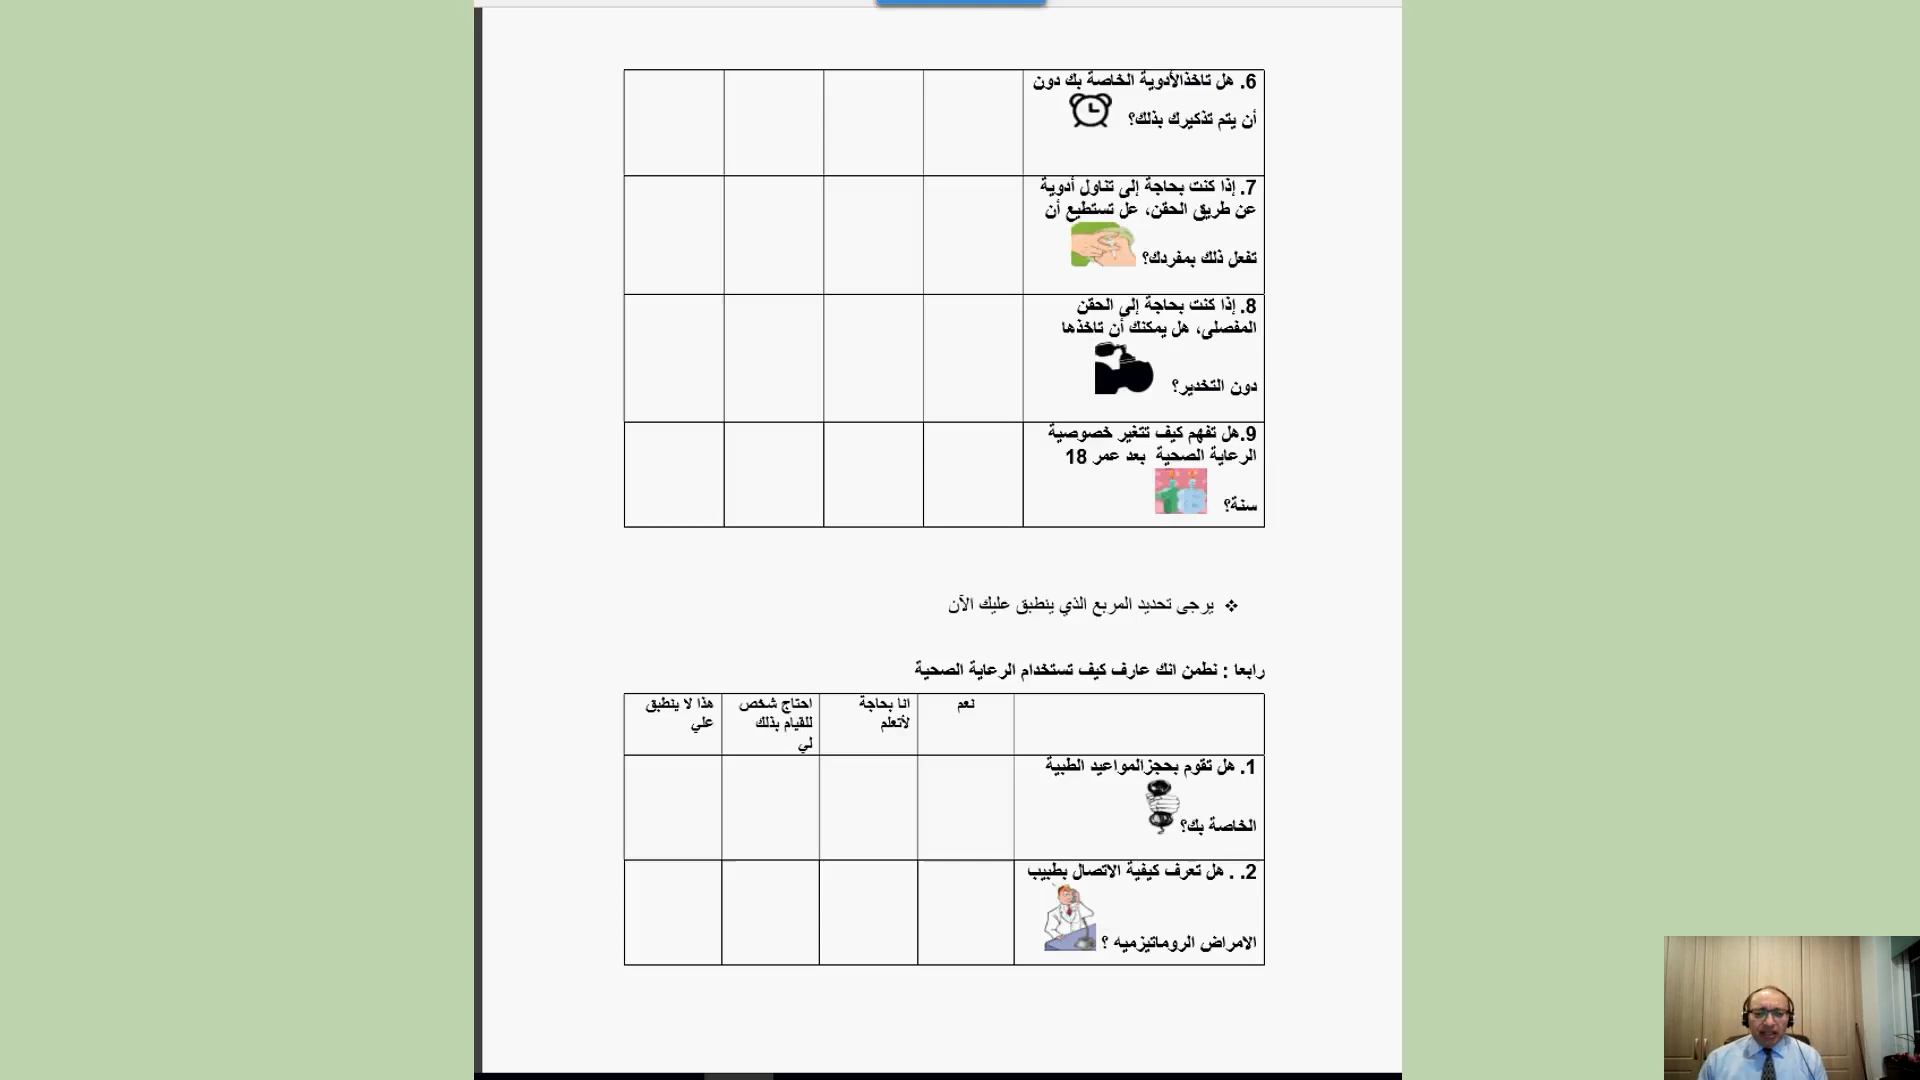 6. هل تاخذالأدوية الخاصة بك دون
أن يتم تذكيرك بذلك؟
7. إذا كنت بحاجة إلى تناول أدوية
عن طريق الحقن، عل تستطيع أن
تفعل ذلك بمفردك؟
8. إذا كنت بحاجة إلى الحقن
المفصلى، هل يمكنك أن تاخذها
دون التخدير؟
9.هل تفهم كيف تتغير خصوصية
الرعاية الصحية بعد عمر 18
سنة؟
❖ يرجى تحديد المربع الذي ينطبق عليك الآن
رابعا : نطمن انك عارف كيف تستخدام الرعاية الصحية
نعم
انا بحاجة
لأتعلم
احتاج شخص
للقيام بذلك
لي
هذا لا ينطبق
علي
1. هل تقوم بحجزالمواعيد الطبية
الخاصة بك؟
2. . هل تعرف كيفية الاتصال بطبيب
الامراض الروماتيزميه ؟